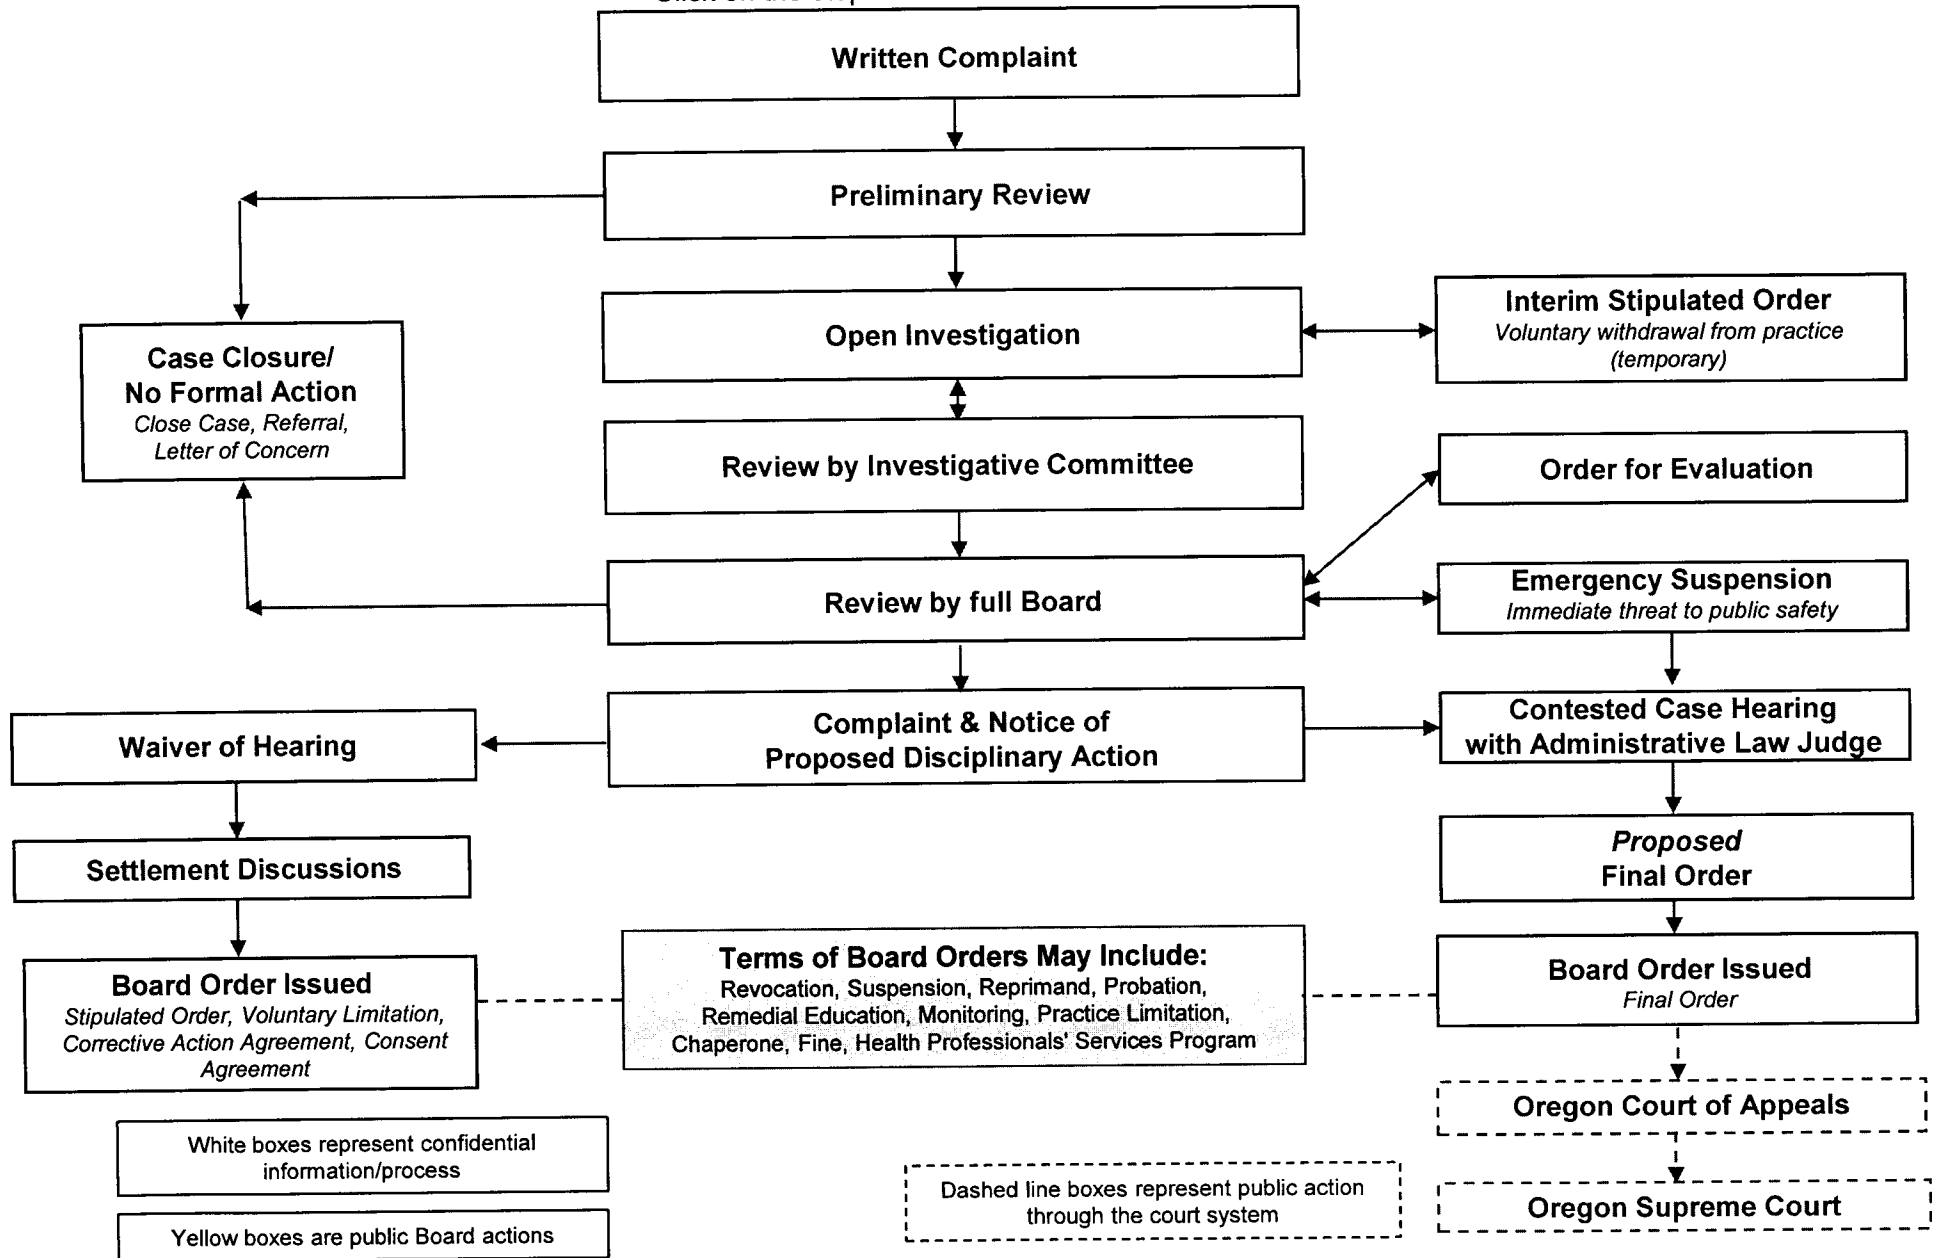 Written Complaint
Preliminary Review
Open Investigation
Interim Stipulated Order
Voluntary withdrawal from practice
(temporary)
Case Closure/
No Formal Action
Close Case, Referral,
Letter of Concern
Review by Investigative Committee
Order for Evaluation
Review by full Board
Emergency Suspension
Immediate threat to public safety
Waiver of Hearing
Complaint & Notice of
Proposed Disciplinary Action
Contested Case Hearing
with Administrative Law Judge
Settlement Discussions
Proposed
Final Order
Board Order Issued
Stipulated Order, Voluntary Limitation,
Corrective Action Agreement, Consent
Agreement
Terms of Board Orders May Include:
Revocation, Suspension, Reprimand, Probation,
Remedial Education, Monitoring, Practice Limitation,
Chaperone, Fine, Health Professionals' Services Program
Board Order Issued
Final Order
Oregon Court of Appeals
Oregon Supreme Court
White boxes represent confidential
information/process
Yellow boxes are public Board actions
Dashed line boxes represent public action
through the court system